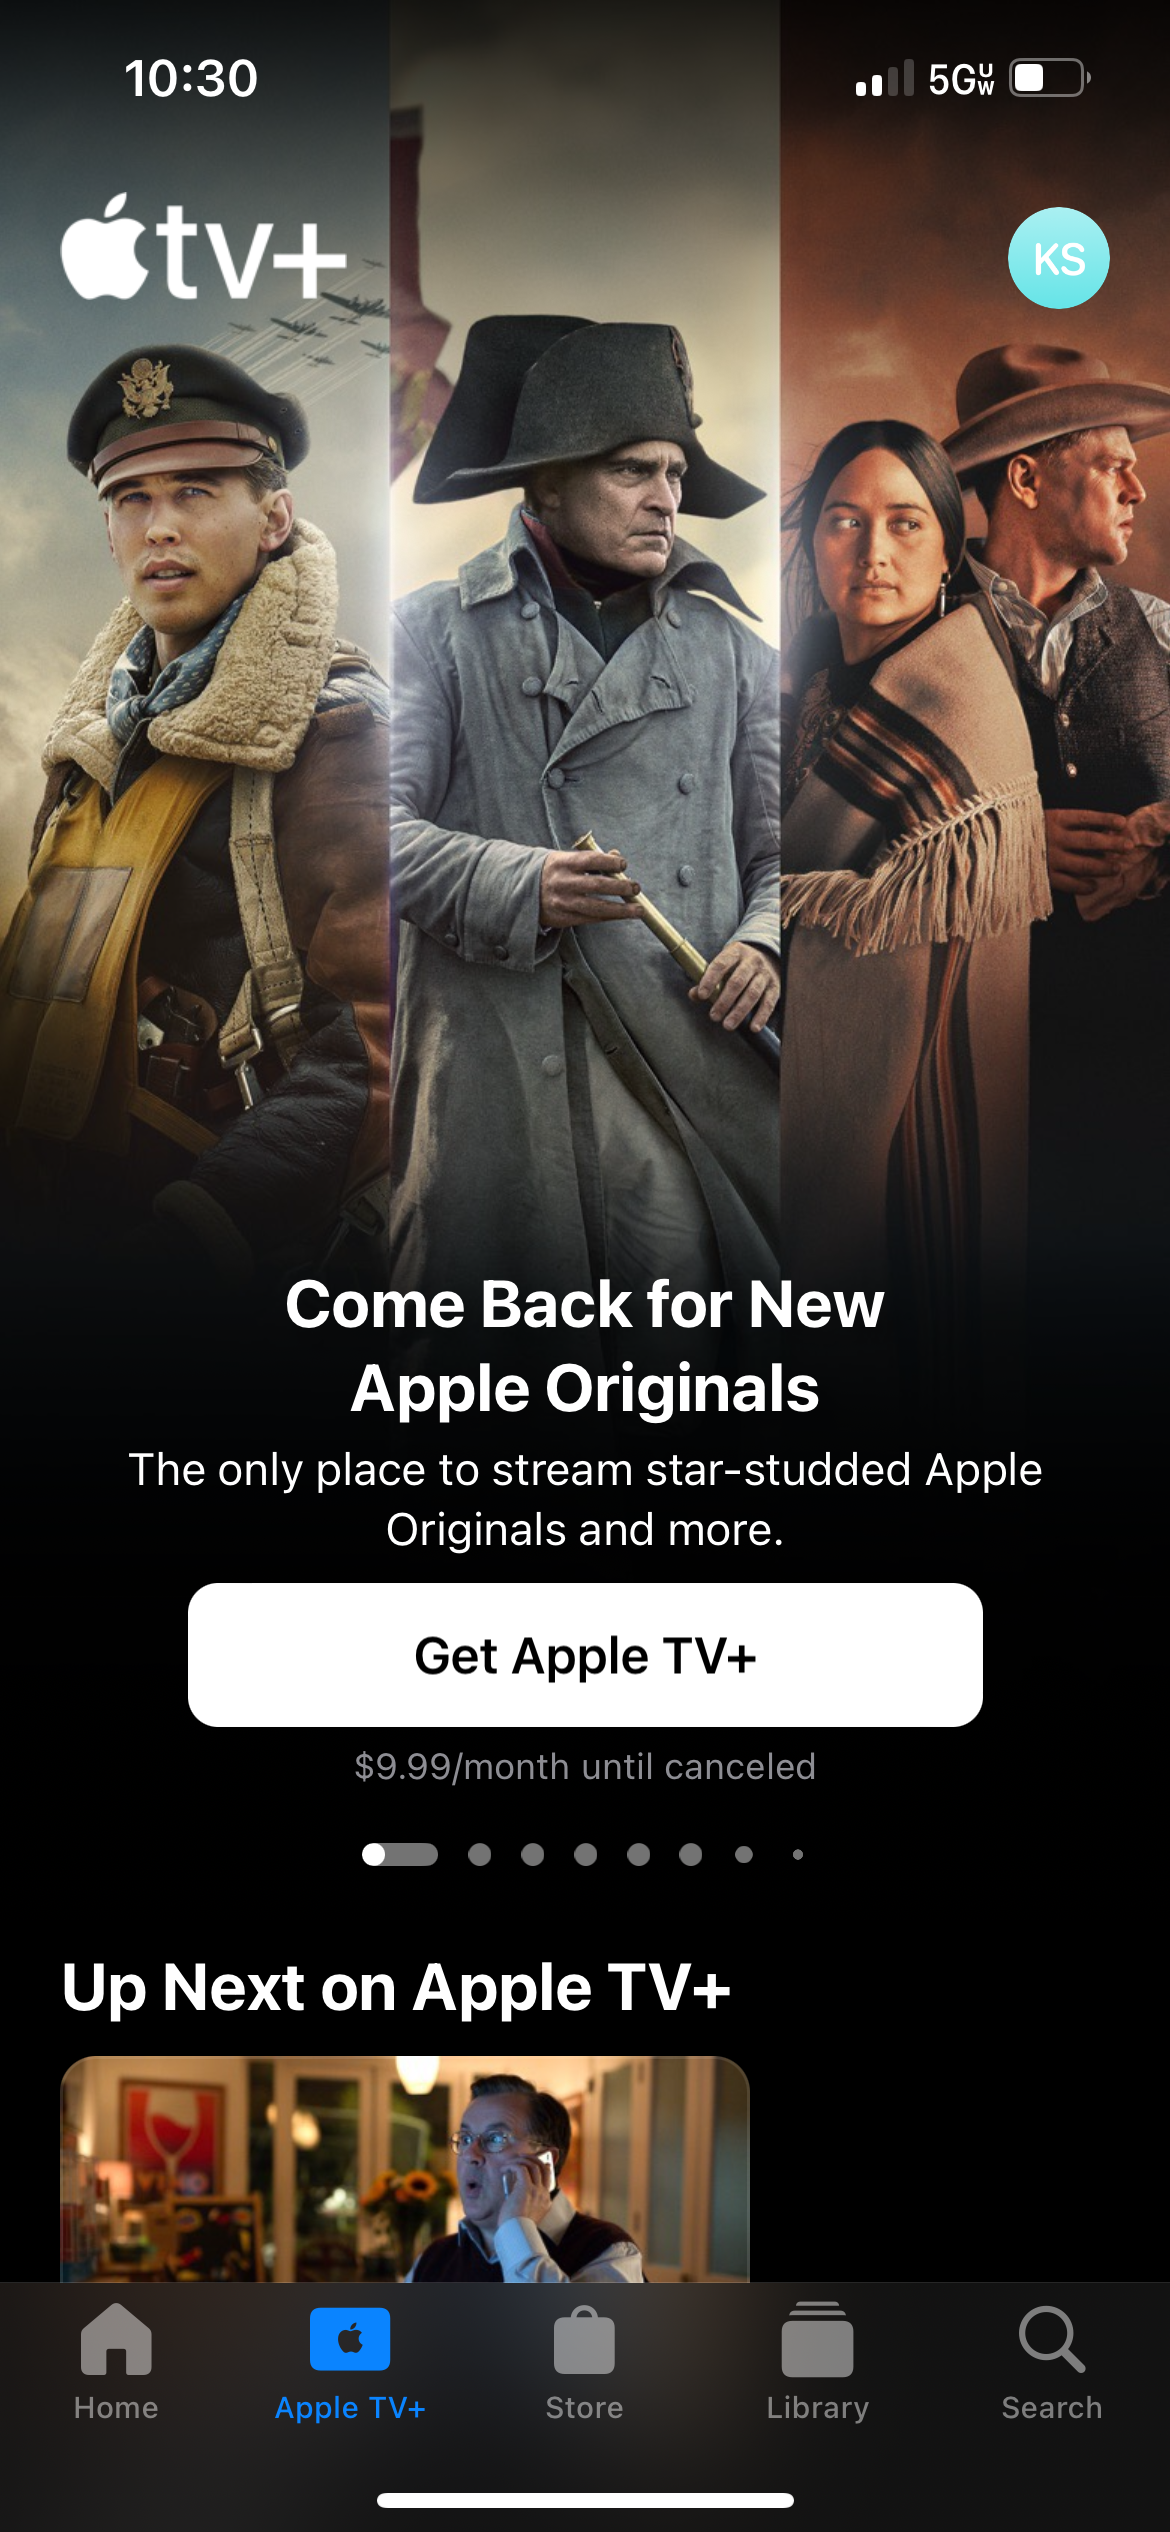 10:30
5G UW
tv+
KS
Come Back for New
Apple Originals
The only place to stream star-studded Apple
Originals and more.
Get Apple TV+
$9.99/month until canceled
Up Next on Apple TV+
Home
Apple TV+
Store
Library
Search